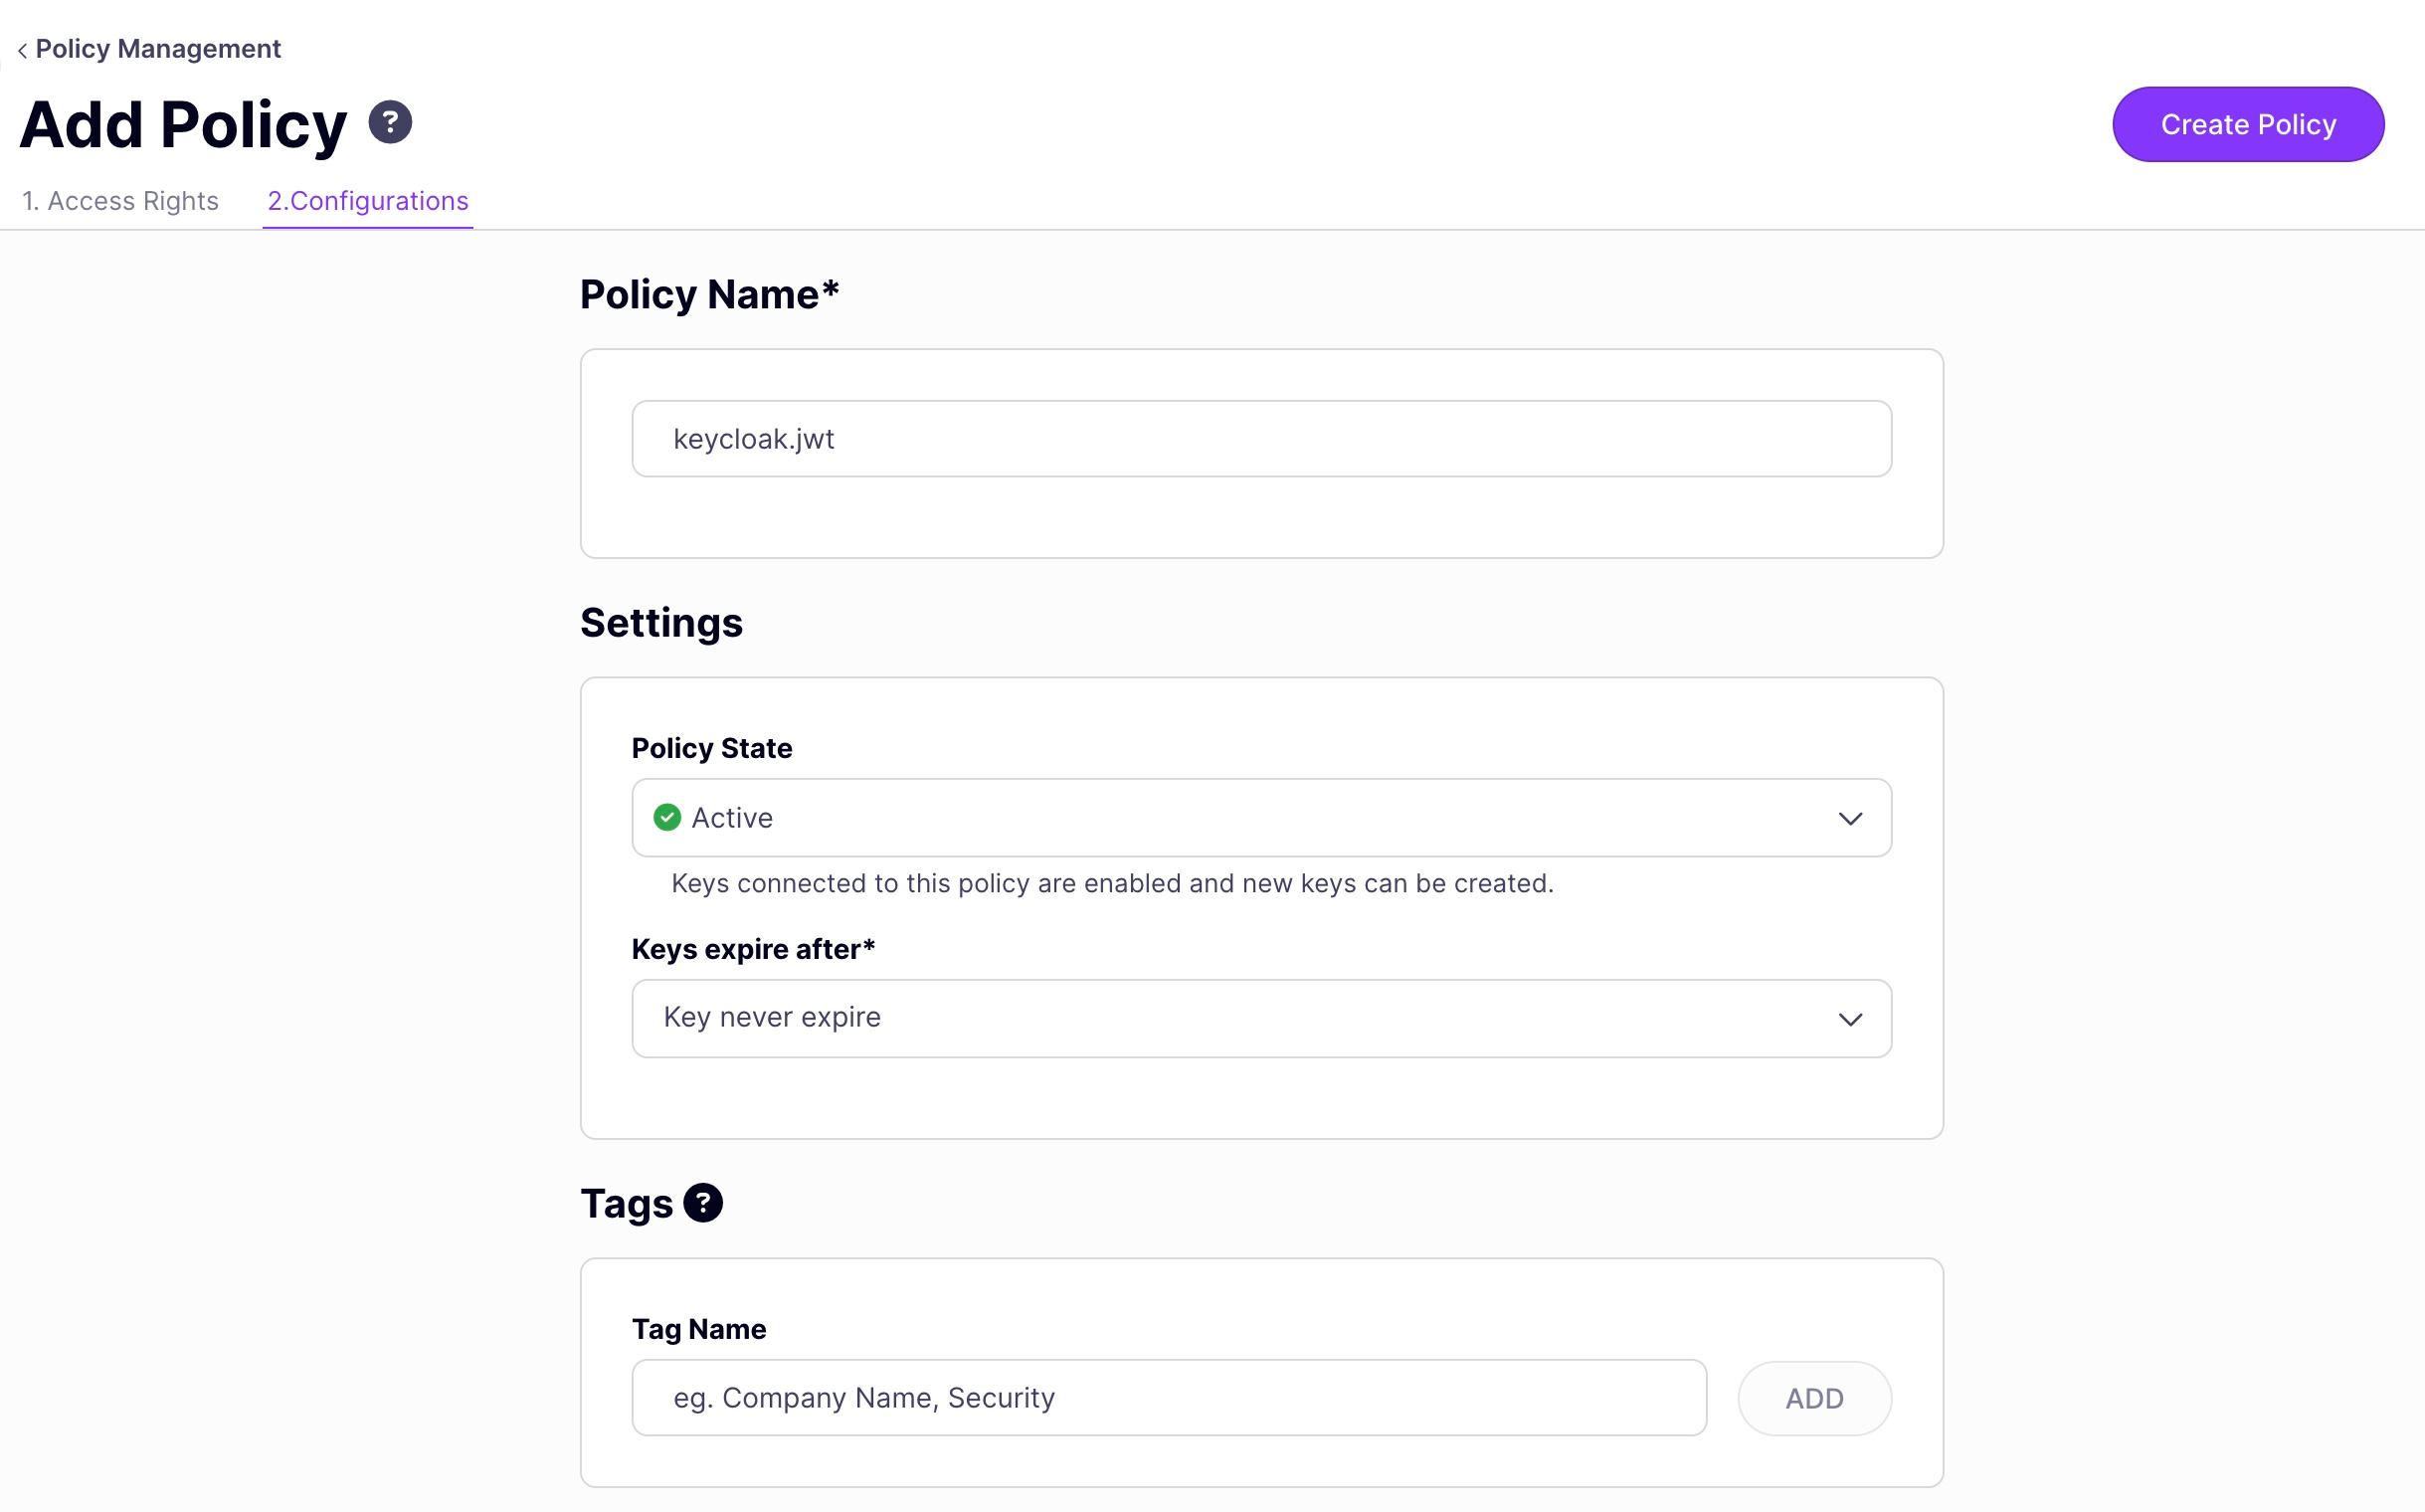 Policy Management
Add Policy ?
Create Policy
1. Access Rights 2.Configurations
Policy Name*
keycloak.jwt
Settings
Policy State
Active
Keys connected to this policy are enabled and new keys can be created.
Keys expire after*
Key never expire
Tags ?
Tag Name
eg. Company Name, Security
ADD